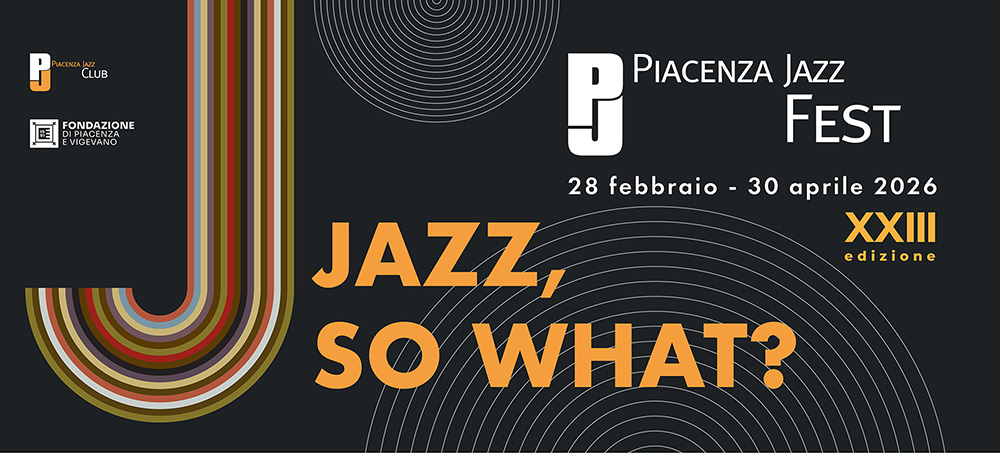 PJ PIACENZA JAZZ
CLUB
FONDAZIONE
DI PIACENZA
E VIGEVANO
PJ PIACENZA JAZZ
FEST
28 febbraio - 30 aprile 2026
XXIII
edizione
JAZZ,
SO WHAT?